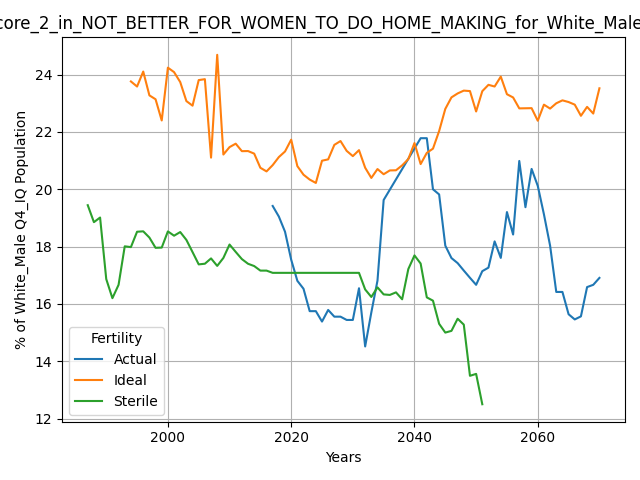 core_2_in_NOT_BETTER_FOR_WOMEN_TO_DO_HOME_MAKING_for_White_Male
% of White_Male Q4_IQ Population
24
22
20
18
16
14
12
Fertility
Actual
Ideal
Sterile
2000
2020
2040
2060
Years